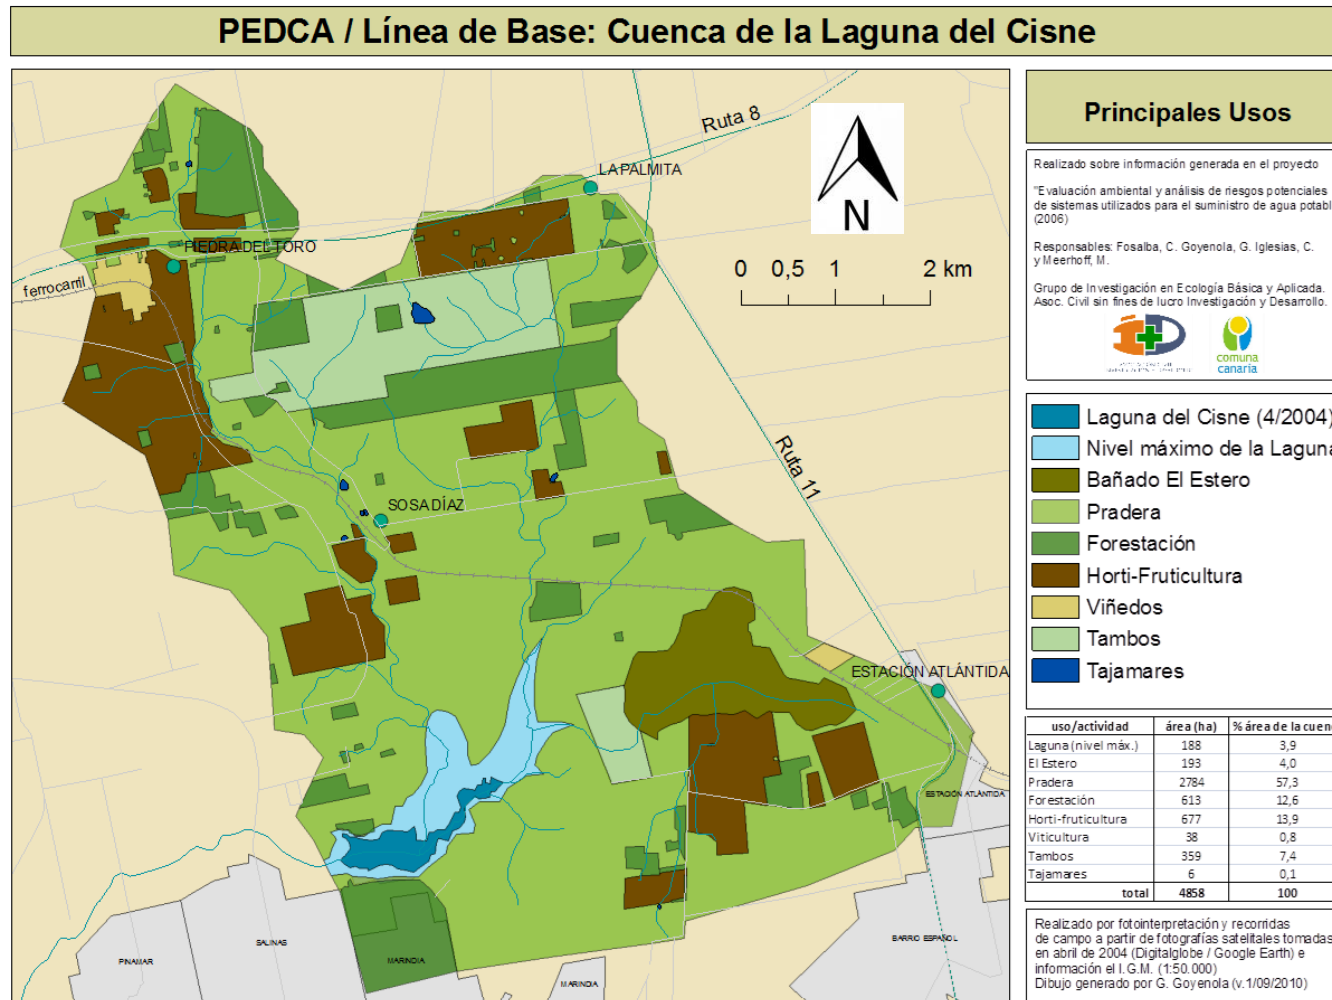 PEDCA / Línea de Base: Cuenca de la Laguna del Cisne
Ruta 8
LA PALMITA
N
PIEDRA DEL TORO
ferrocarril
0 0,5 1 2 km
Ruta 11
SOSA DÍAZ
ESTACIÓN ATLÁNTIDA
ESTACIÓN ATLÁNTIDA
SALINAS
PINAMAR
MARINDIA
MARINDIA
BARRIO ESPAÑOL
Principales Usos
Realizado sobre información generada en el proyecto
"Evaluación ambiental y análisis de riesgos potenciales
de sistemas utilizados para el suministro de agua potabl
(2006)
Responsables: Fosalba, C. Goyenola, G. Iglesias, C.
y Meerhoff, M.
Grupo de Investigación en Ecología Básica y Aplicada.
Asoc. Civil sin fines de lucro Investigación y Desarrollo.
comuna
canaria
Laguna del Cisne (4/2004)
Nivel máximo de la Laguna
Bañado El Estero
Pradera
Forestación
Horti-Fruticultura
Viñedos
Tambos
Tajamares
uso/actividad área (ha) % área de la cuen
Laguna (nivel máx.) 188 3,9
El Estero 193 4,0
Pradera 2784 57,3
Forestación 613 12,6
Horti-fruticultura 677 13,9
Viticultura 38 0,8
Tambos 359 7,4
Tajamares 6 0,1
total 4858 100
Realizado por fotointerpretación y recorridas
de campo a partir de fotografías satelitales tomadas
en abril de 2004 (Digitalglobe / Google Earth) e
información el I.G.M. (1:50.000)
Dibujo generado por G. Goyenola (v.1/09/2010)